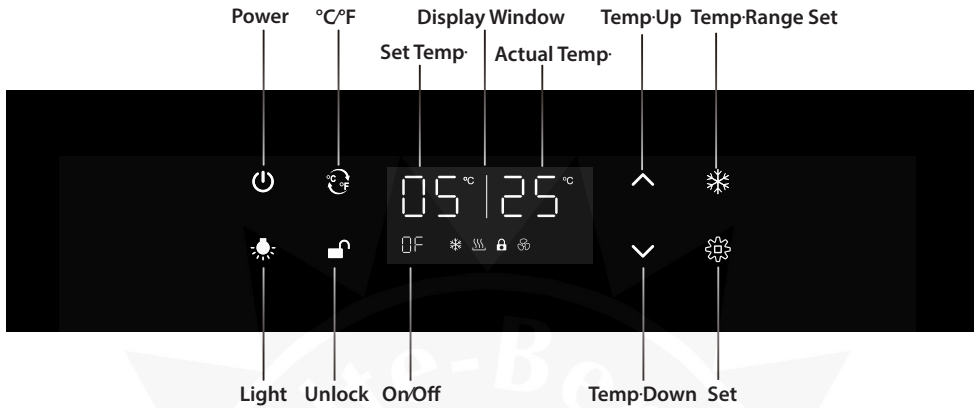 Power °C/°F Display Window Temp·Up Temp·Range Set
Set Temp· Actual Temp·
°C °F
05 °C 25 °C
OF
Light Unlock On/Off Temp·Down Set